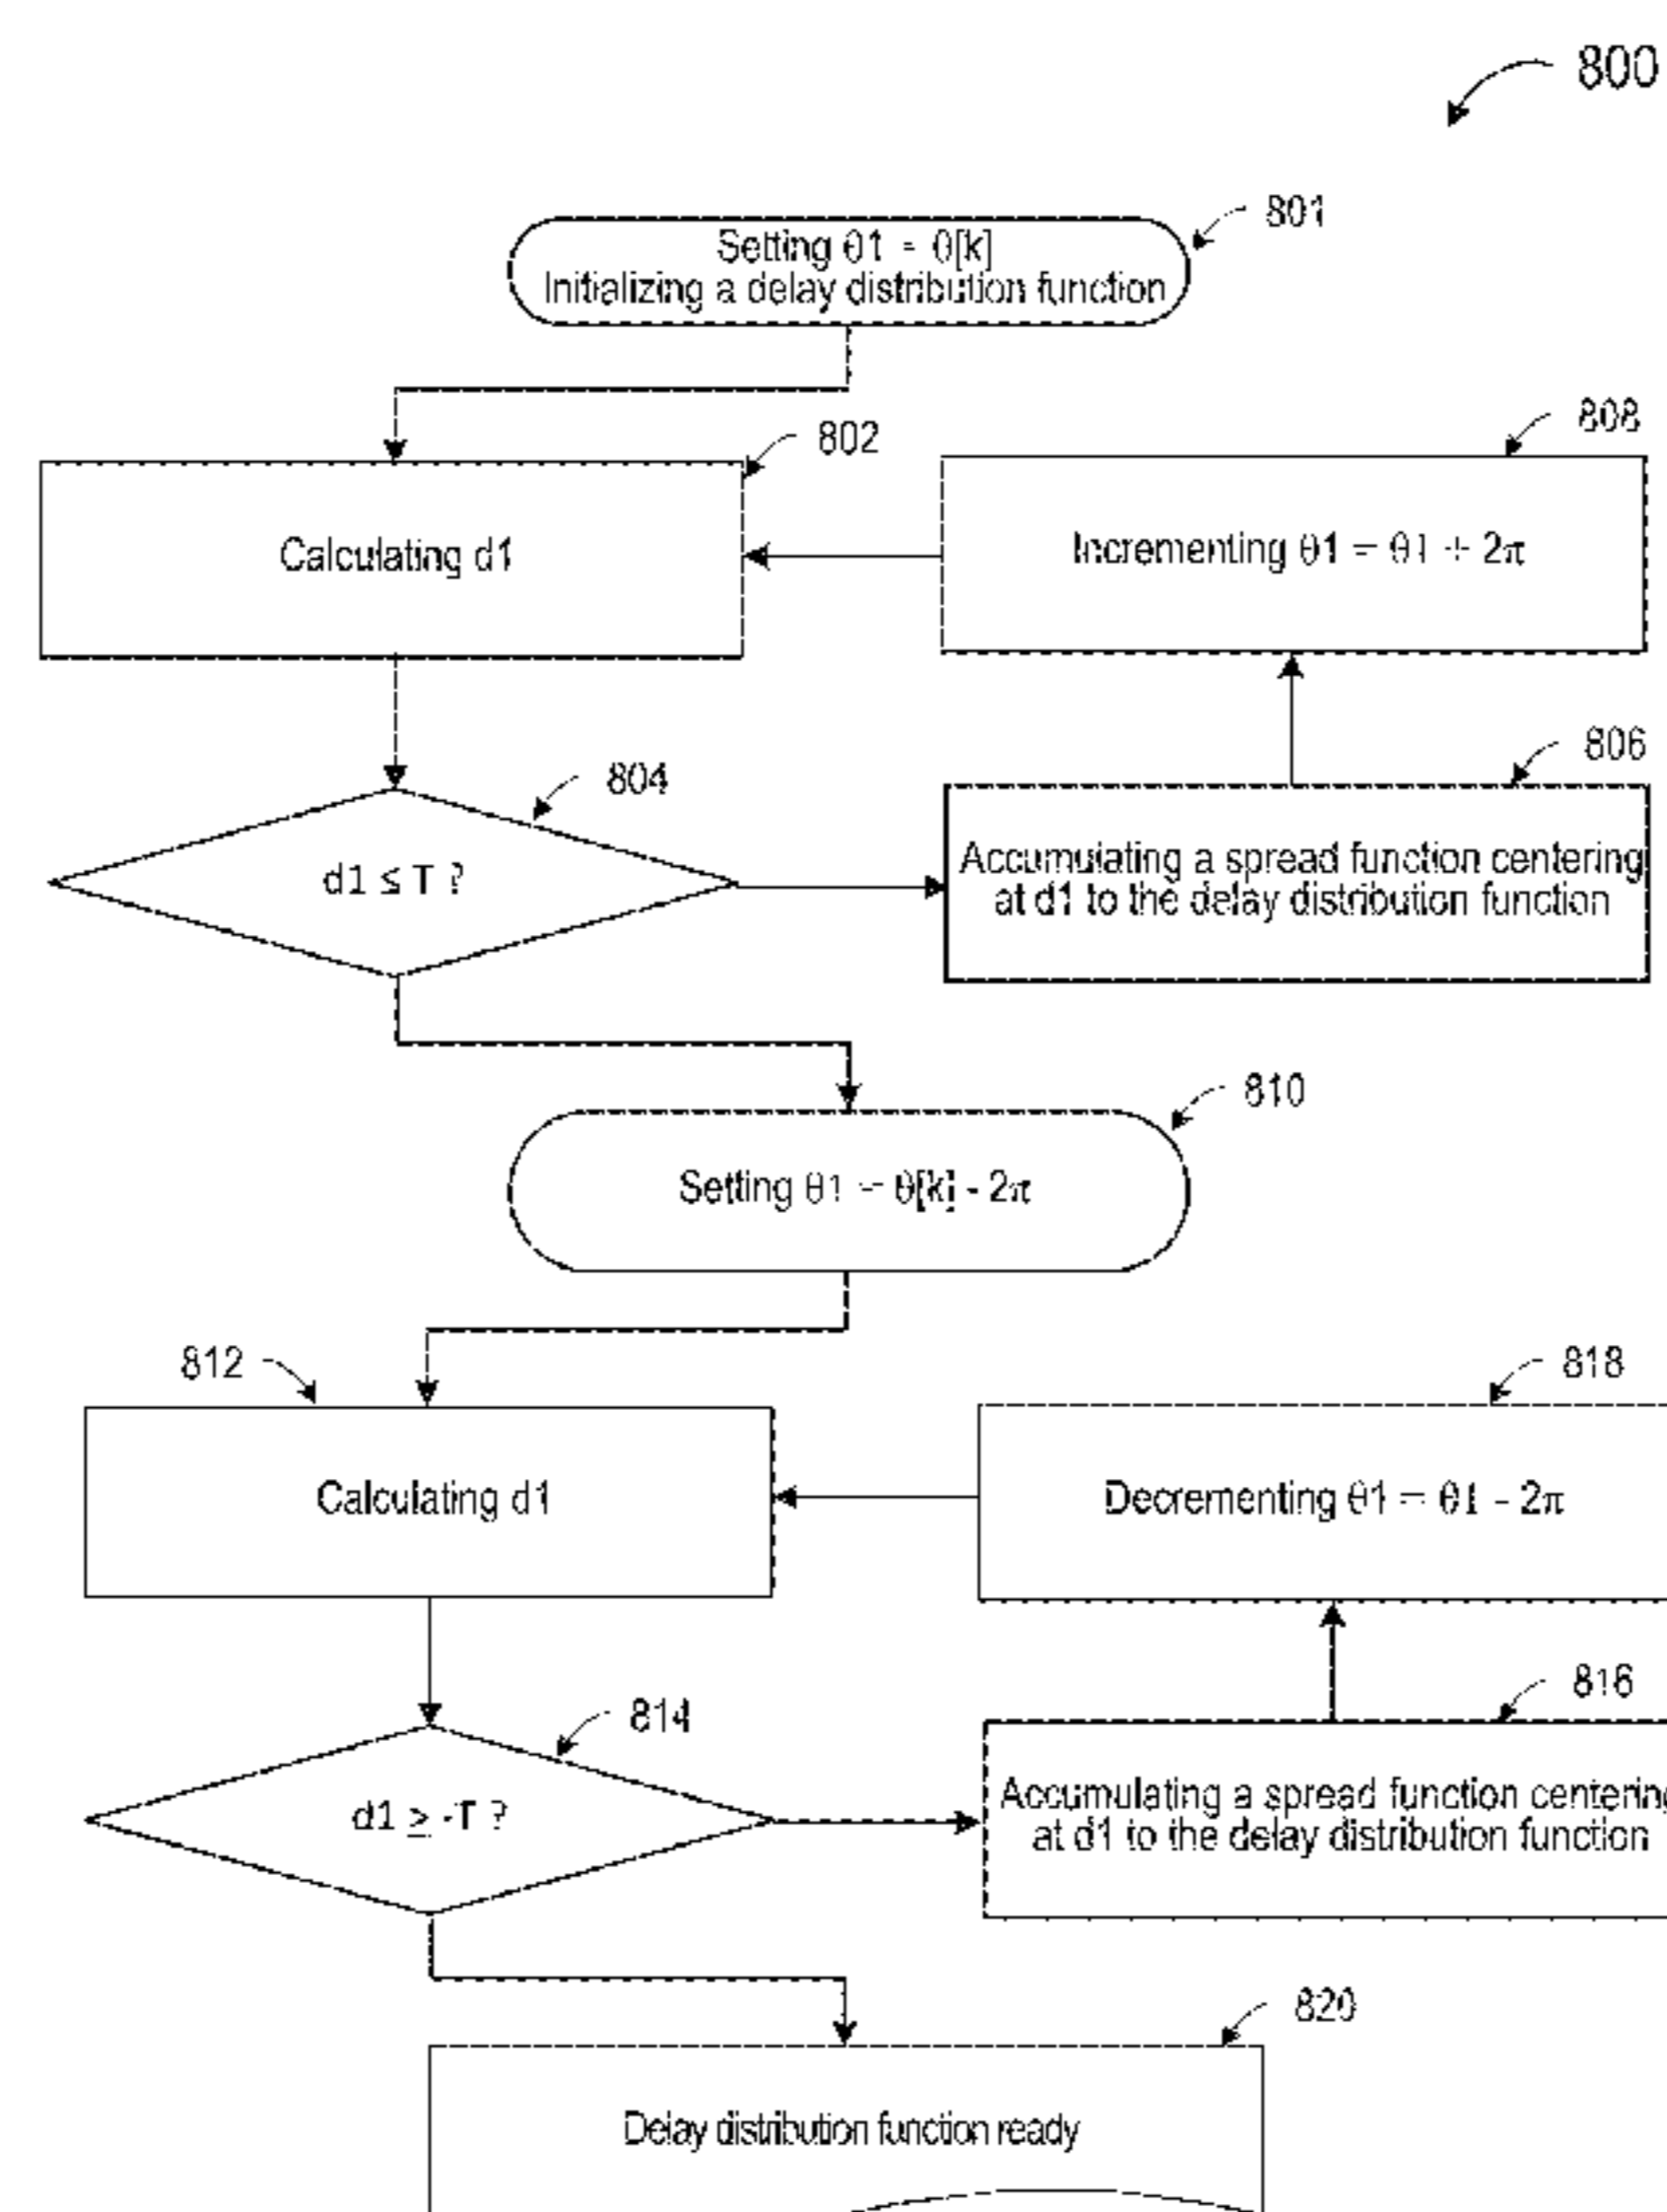 800
801
Setting θ1 = θ[k]
Initializing a delay distribution function
802
808
Calculating d1
Incrementing θ1 = θ1 + 2π
804
806
d1 ≤ T ?
Accumulating a spread function centering
at d1 to the delay distribution function
810
Setting θ1 = θ[k] - 2π
812
818
Calculating d1
Decrementing θ1 = θ1 - 2π
814
816
d1 ≥ -T ?
Accumulating a spread function centering
at d1 to the delay distribution function
820
Delay distribution function ready